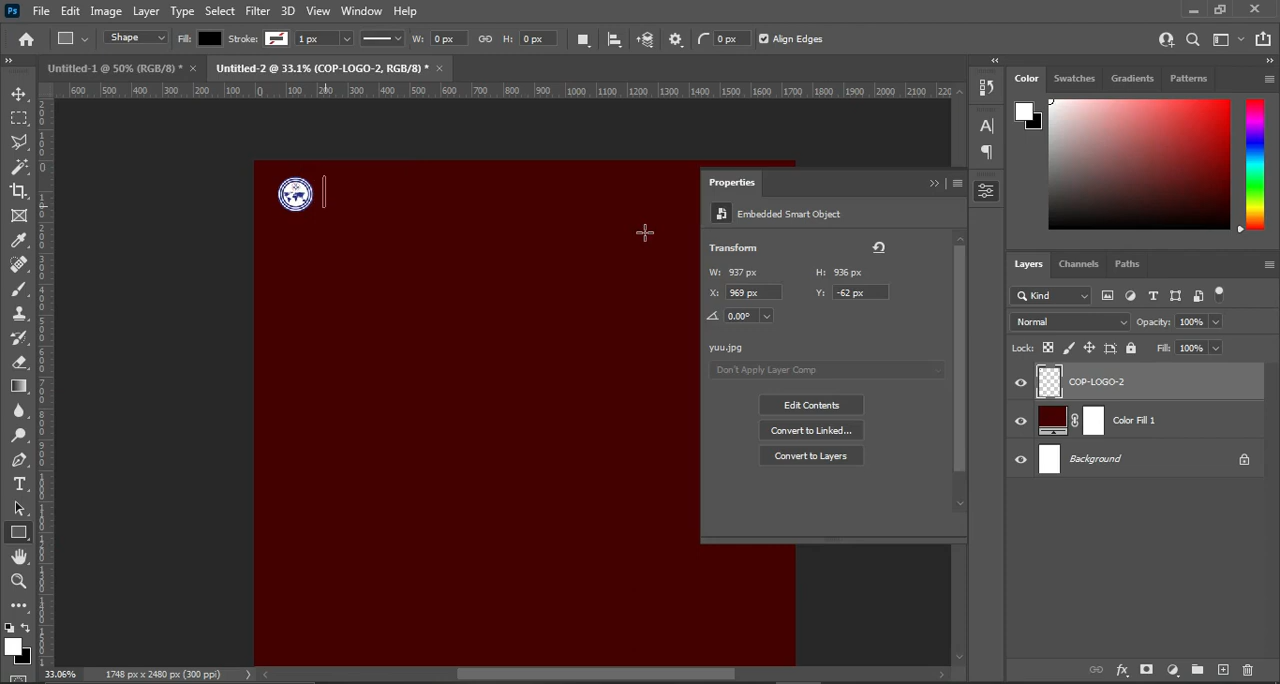 Ps File Edit Image Layer Type Select Filter 3D View Window Help
Shape Fill: Stroke: 1 px W: 0 px H: 0 px 0 px Align Edges
Untitled-1 @ 50% (RGB/8) * × Untitled-2 @ 33.1% (COP-LOGO-2, RGB/8) * ×
600 500 400 300 200 100 0 100 200 300 400 500 600 700 800 900 1000 1100 1200 1300 1400 1500 1600 1700 1800 1900 2000 2100 220
Color Swatches Gradients Patterns
Properties
Embedded Smart Object
Transform
W: 937 px H: 936 px
X: 969 px Y: -62 px
0.00°
yuu.jpg
Don't Apply Layer Comp
Edit Contents
Convert to Linked...
Convert to Layers
Layers Channels Paths
Kind
Normal Opacity: 100%
Lock: Fill: 100%
COP-LOGO-2
Color Fill 1
Background
33.06% 1748 px x 2480 px (300 ppi)